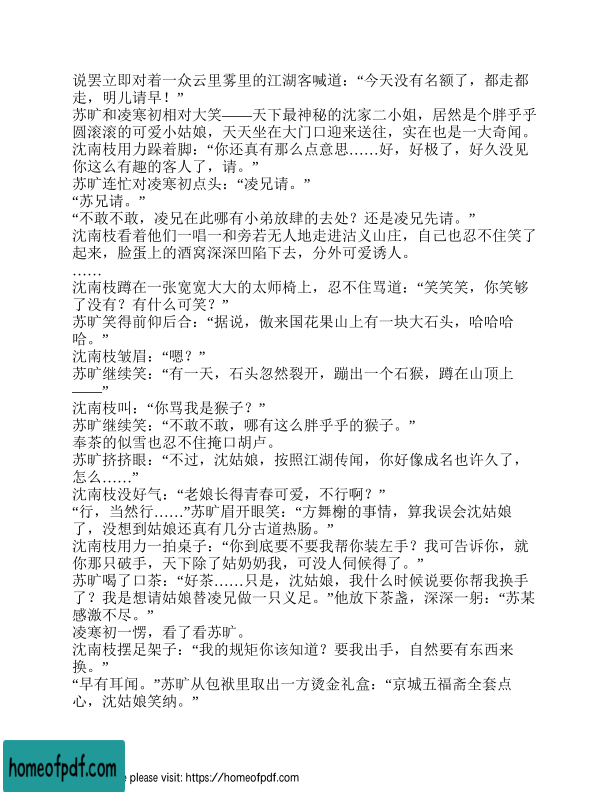 说罢立即对着一众云里雾里的江湖客喊道：“今天没有名额了，都走都
走，明儿请早！”
苏旷和凌寒初相对大笑——天下最神秘的沈家二小姐，居然是个胖乎乎
圆滚滚的可爱小姑娘，天天坐在大门口迎来送往，实在也是一大奇闻。
沈南枝用力跺着脚：“你还真有那么点意思……好，好极了，好久没见
你这么有趣的客人了，请。”
苏旷连忙对凌寒初点头：“凌兄请。”
“苏兄请。”
“不敢不敢，凌兄在此哪有小弟放肆的去处？还是凌兄先请。”
沈南枝看着他们一唱一和旁若无人地走进沽义山庄，自己也忍不住笑了
起来，脸蛋上的酒窝深深凹陷下去，分外可爱诱人。
……
沈南枝蹲在一张宽宽大大的太师椅上，忍不住骂道：“笑笑笑，你笑够
了没有？有什么可笑？”
苏旷笑得前仰后合：“据说，傲来国花果山上有一块大石头，哈哈哈
哈。”
沈南枝皱眉：“嗯？”
苏旷继续笑：“有一天，石头忽然裂开，蹦出一个石猴，蹲在山顶上
——”
沈南枝叫：“你骂我是猴子？”
苏旷继续笑：“不敢不敢，哪有这么胖乎乎的猴子。”
奉茶的似雪也忍不住掩口胡卢。
苏旷挤挤眼：“不过，沈姑娘，按照江湖传闻，你好像成名也许久了，
怎么……”
沈南枝没好气：“老娘长得青春可爱，不行啊？”
“行，当然行……”苏旷眉开眼笑：“方舞榭的事情，算我误会沈姑娘
了，没想到姑娘还真有几分古道热肠。”
沈南枝用力一拍桌子：“你到底要不要我帮你装左手？我可告诉你，就
你那只破手，天下除了姑奶奶我，可没人伺候得了。”
苏旷喝了口茶：“好茶……只是，沈姑娘，我什么时候说要你帮我换手
了？我是想请姑娘替凌兄做一只义足。”他放下茶盏，深深一躬：“苏某
感激不尽。”
凌寒初一愣，看了看苏旷。
沈南枝摆足架子：“我的规矩你该知道？要我出手，自然要有东西来
换。”
“早有耳闻。”苏旷从包袱里取出一方烫金礼盒：“京城五福斋全套点
心，沈姑娘笑纳。”
homeofpdf.com
e please visit: https://homeofpdf.com